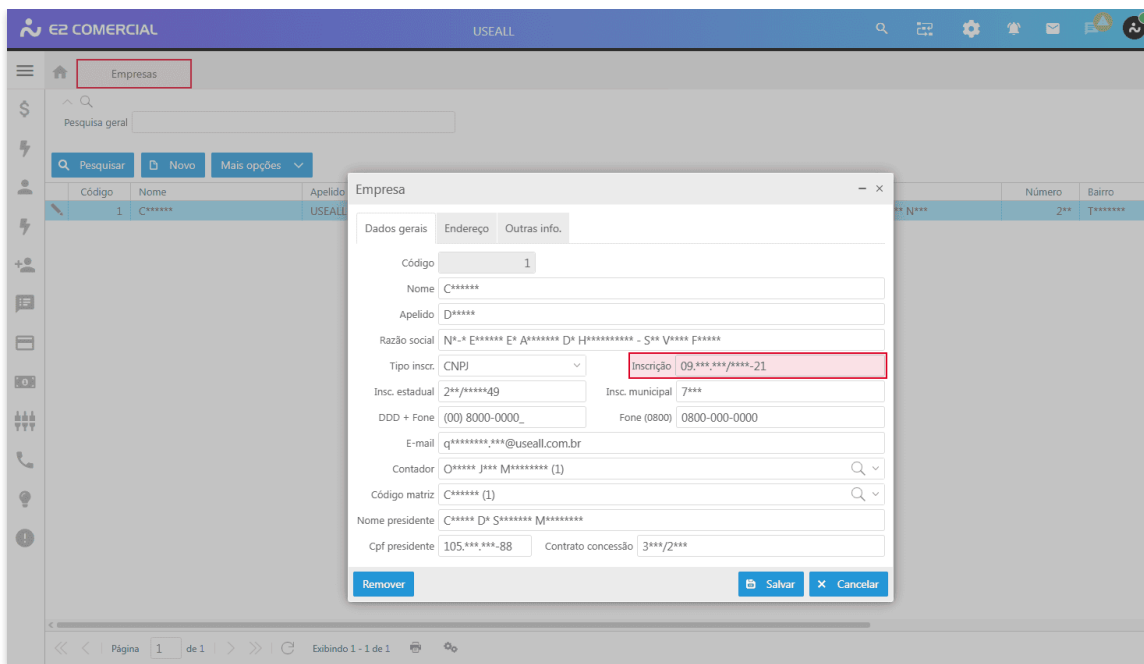 E2 COMERCIAL
USEALL
Empresas
Pesquisa geral
Pesquisar Novo Mais opções
Código Nome Apelido Número Bairro
1 C****** USEALL ** N*** 2** T*******
Empresa
Dados gerais Endereço Outras info.
Código 1
Nome C******
Apelido D*****
Razão social N*-* E****** E* A******* D* H********** - S** V**** F*****
Tipo inscr. CNPJ Inscrição 09.***.***/****-21
Insc. estadual 2**/*****49 Insc. municipal 7***
DDD + Fone (00) 8000-0000_ Fone (0800) 0800-000-0000
E-mail q********.***@useall.com.br
Contador O***** J*** M******** (1)
Código matriz C****** (1)
Nome presidente C***** D* S******* M********
Cpf presidente 105.***.***-88 Contrato concessão 3***/2***
Remover Salvar Cancelar
Página 1 de 1 Exibindo 1 - 1 de 1